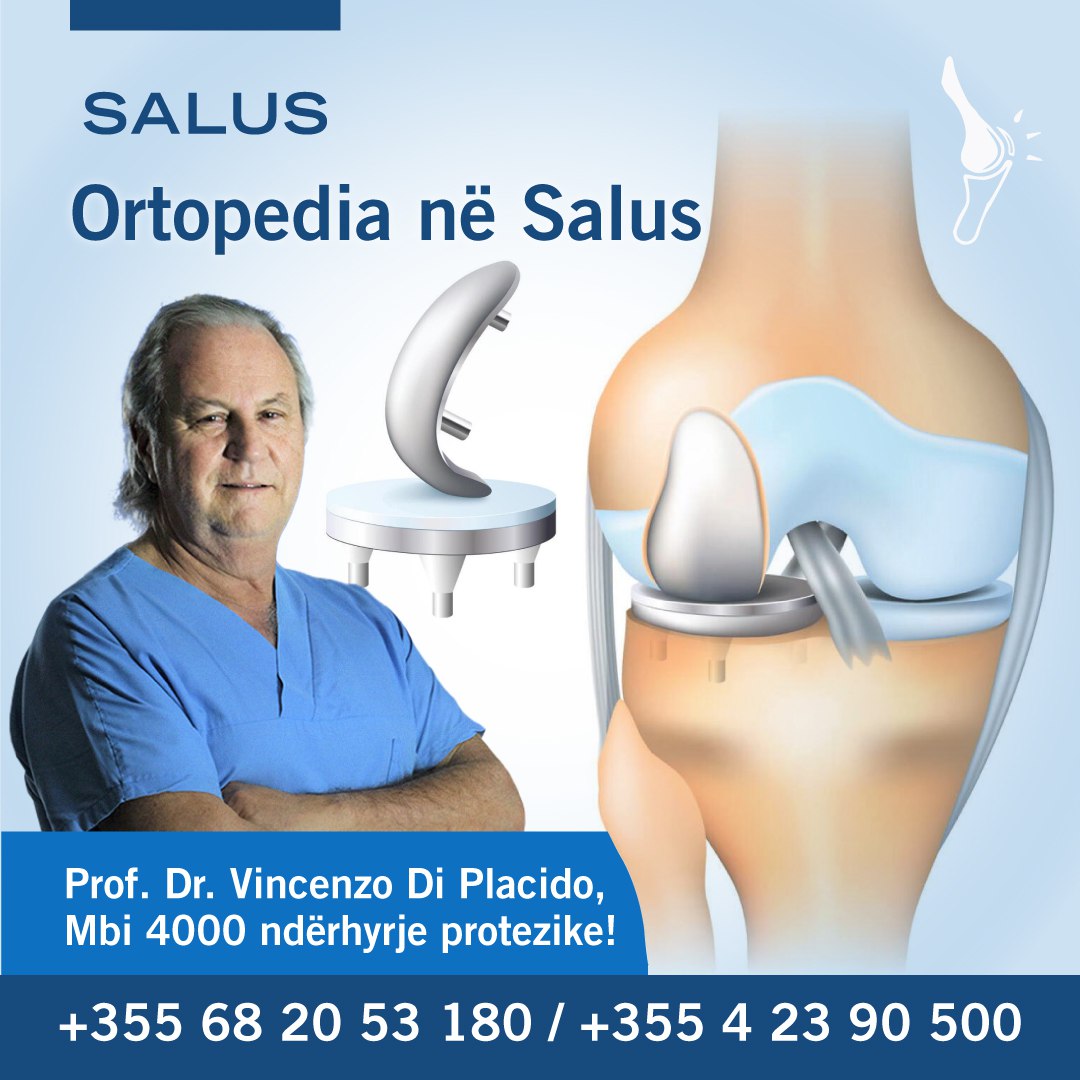 SALUS
Ortopedia në Salus
Prof. Dr. Vincenzo Di Placido,
Mbi 4000 ndërhyrje protezike!
+355 68 20 53 180 / +355 4 23 90 500